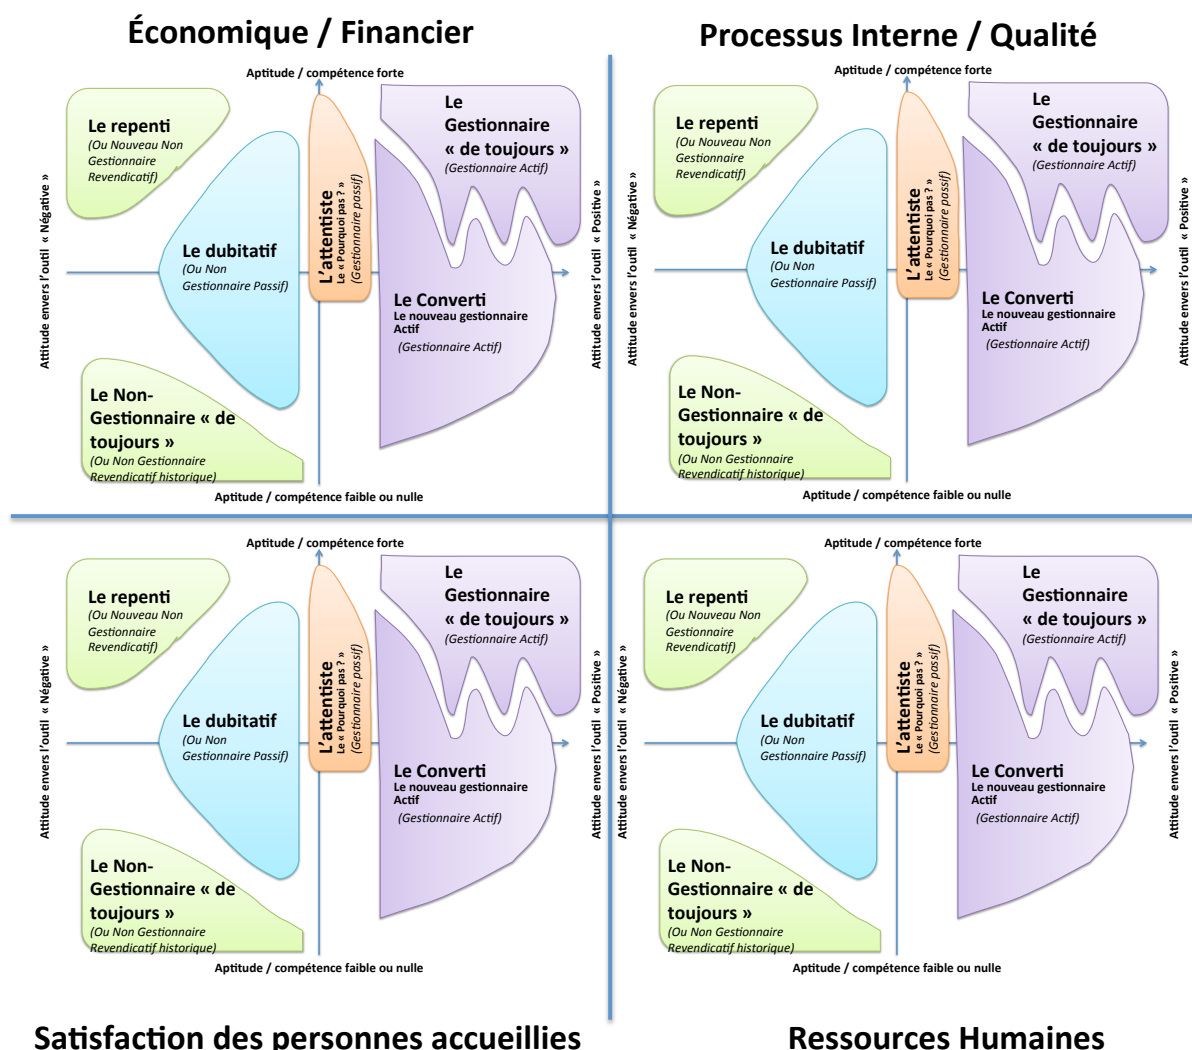 Économique / Financier
Aptitude / compétence forte
Attitude envers l'outil « Négative »
Le repenti
(Ou Nouveau Non
Gestionnaire
Revendicatif)
Le dubitatif
(Ou Non
Gestionnaire Passif)
L'attentiste
Le « Pourquoi pas ? »
(Gestionnaire passif)
Le
Gestionnaire
« de toujours »
(Gestionnaire Actif)
Le Converti
Le nouveau gestionnaire
Actif
(Gestionnaire Actif)
Le Non-
Gestionnaire « de
toujours »
(Ou Non Gestionnaire
Revendicatif historique)
Attitude envers l'outil « Positive »
Aptitude / compétence faible ou nulle
Processus Interne / Qualité
Aptitude / compétence forte
Attitude envers l'outil « Négative »
Le repenti
(Ou Nouveau Non
Gestionnaire
Revendicatif)
Le dubitatif
(Ou Non
Gestionnaire Passif)
L'attentiste
Le « Pourquoi pas ? »
(Gestionnaire passif)
Le
Gestionnaire
« de toujours »
(Gestionnaire Actif)
Le Converti
Le nouveau gestionnaire
Actif
(Gestionnaire Actif)
Le Non-
Gestionnaire « de
toujours »
(Ou Non Gestionnaire
Revendicatif historique)
Attitude envers l'outil « Positive »
Aptitude / compétence faible ou nulle
Aptitude / compétence forte
Attitude envers l'outil « Négative »
Le repenti
(Ou Nouveau Non
Gestionnaire
Revendicatif)
Le dubitatif
(Ou Non
Gestionnaire Passif)
L'attentiste
Le « Pourquoi pas ? »
(Gestionnaire passif)
Le
Gestionnaire
« de toujours »
(Gestionnaire Actif)
Le Converti
Le nouveau gestionnaire
Actif
(Gestionnaire Actif)
Le Non-
Gestionnaire « de
toujours »
(Ou Non Gestionnaire
Revendicatif historique)
Attitude envers l'outil « Positive »
Aptitude / compétence faible ou nulle
Satisfaction des personnes accueillies
Aptitude / compétence forte
Attitude envers l'outil « Négative »
Le repenti
(Ou Nouveau Non
Gestionnaire
Revendicatif)
Le dubitatif
(Ou Non
Gestionnaire Passif)
L'attentiste
Le « Pourquoi pas ? »
(Gestionnaire passif)
Le
Gestionnaire
« de toujours »
(Gestionnaire Actif)
Le Converti
Le nouveau gestionnaire
Actif
(Gestionnaire Actif)
Le Non-
Gestionnaire « de
toujours »
(Ou Non Gestionnaire
Revendicatif historique)
Attitude envers l'outil « Positive »
Aptitude / compétence faible ou nulle
Ressources Humaines